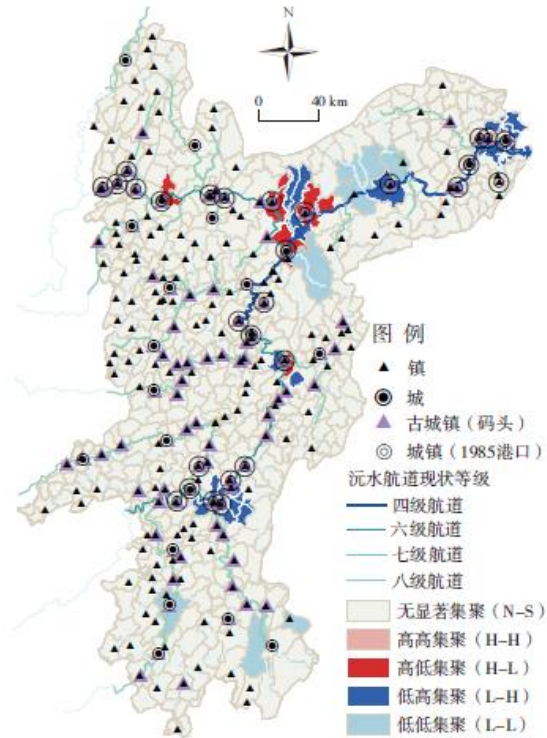 N
0 40 km
图 例
镇
城
古城镇（码头）
城镇（1985港口）
沅水航道现状等级
四级航道
六级航道
七级航道
八级航道
无显著集聚（N–S）
高高集聚（H–H）
高低集聚（H–L）
低高集聚（L–H）
低低集聚（L–L）